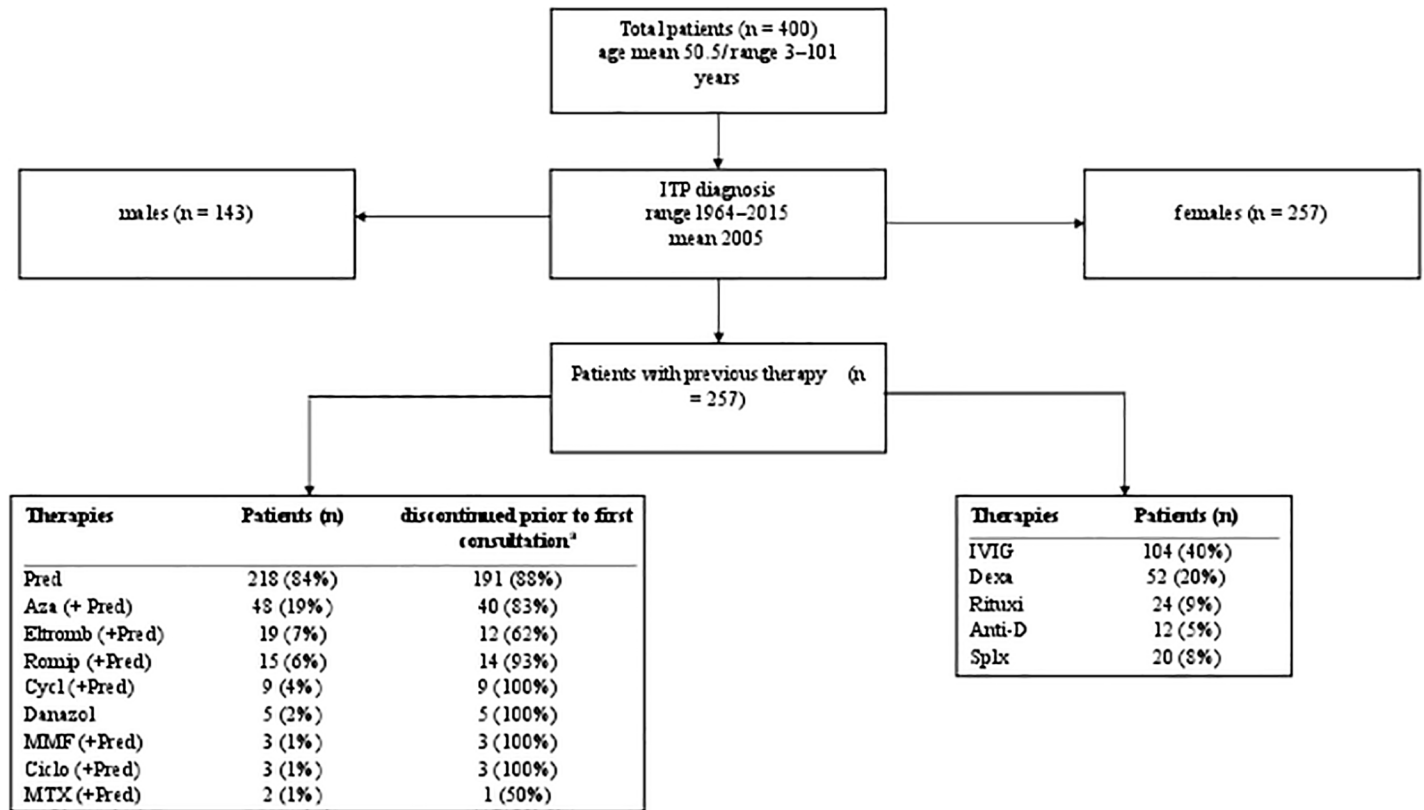 Total patients (n = 400)
age mean 50.5/range 3–101
years
males (n = 143)
ITP diagnosis
range 1964–2015
mean 2005
females (n = 257)
Patients with previous therapy (n
= 257)
Therapies Patients (n) discontinued prior to first
consultationª
Pred 218 (84%) 191 (88%)
Aza (+ Pred) 48 (19%) 40 (83%)
Eltromb (+Pred) 19 (7%) 12 (62%)
Romip (+Pred) 15 (6%) 14 (93%)
Cycl (+Pred) 9 (4%) 9 (100%)
Danazol 5 (2%) 5 (100%)
MMF (+Pred) 3 (1%) 3 (100%)
Ciclo (+Pred) 3 (1%) 3 (100%)
MTX (+Pred) 2 (1%) 1 (50%)
Therapies Patients (n)
IVIG 104 (40%)
Dexa 52 (20%)
Rituxi 24 (9%)
Anti-D 12 (5%)
Splx 20 (8%)